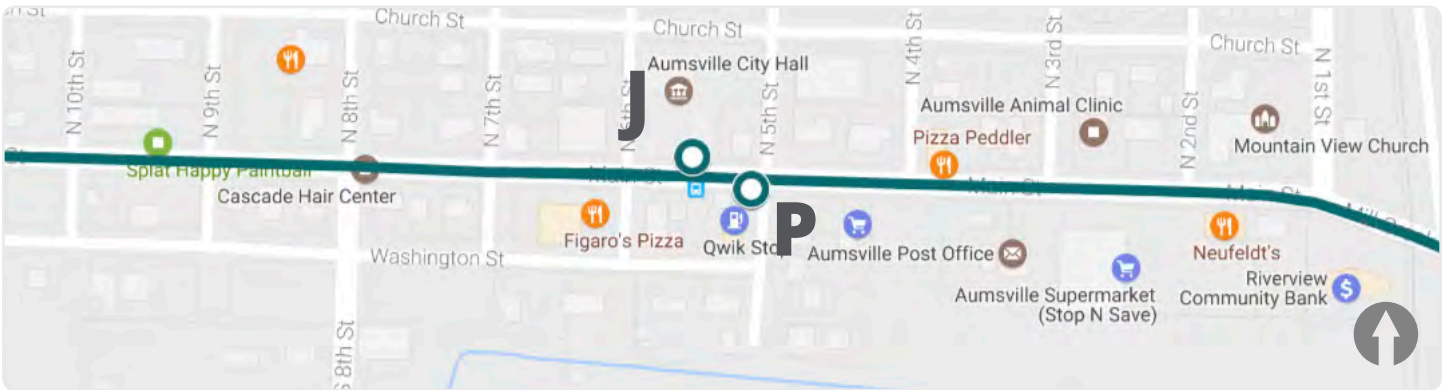 Church St
Church St
Church St
N 10th St
N 9th St
N 8th St
N 7th St
N 6th St
N 5th St
N 4th St
N 3rd St
N 2nd St
N 1st St
Aumsville City Hall
J
Aumsville Animal Clinic
Pizza Peddler
Mountain View Church
Splat Happy Paintball
Cascade Hair Center
Main St
Main St
Main St
Figaro's Pizza
Qwik Stop
P
Aumsville Post Office
Neufeldt's
Washington St
Aumsville Supermarket
(Stop N Save)
Riverview
Community Bank
$
S 8th St